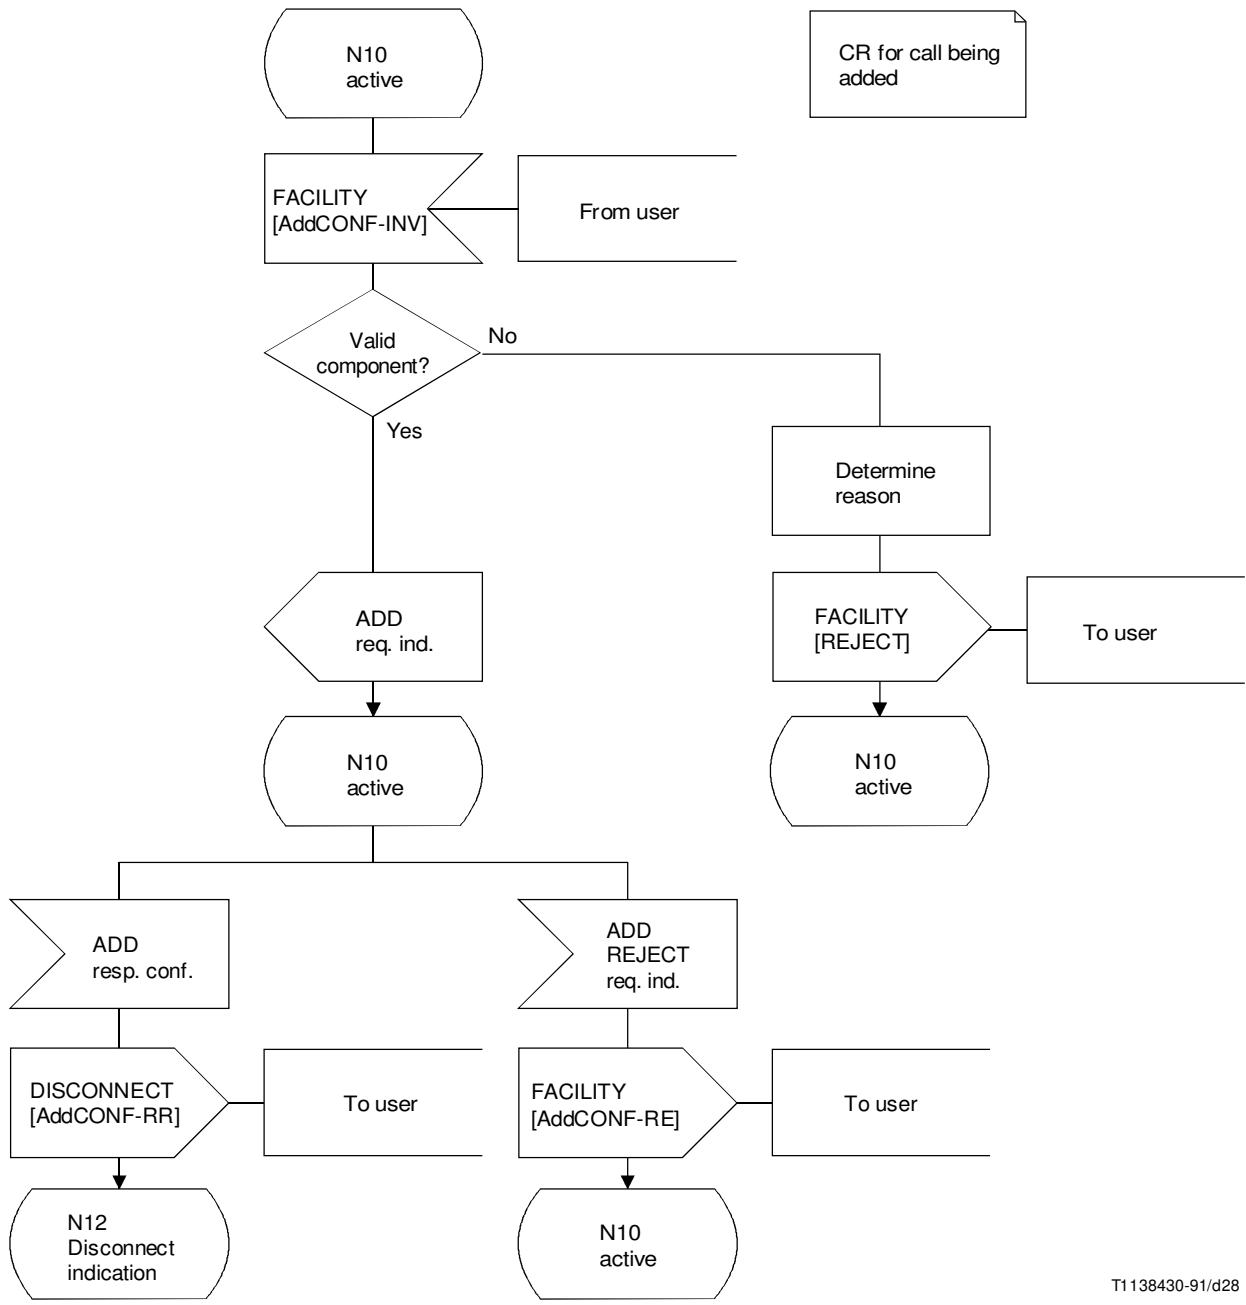 N10
active
CR for call being
added
FACILITY
[AddCONF-INV]
From user
Valid
component?
No
Yes
Determine
reason
ADD
req. ind.
FACILITY
[REJECT]
To user
N10
active
N10
active
ADD
resp. conf.
ADD
REJECT
req. ind.
DISCONNECT
[AddCONF-RR]
To user
FACILITY
[AddCONF-RE]
To user
N12
Disconnect
indication
N10
active
T1138430-91/d28